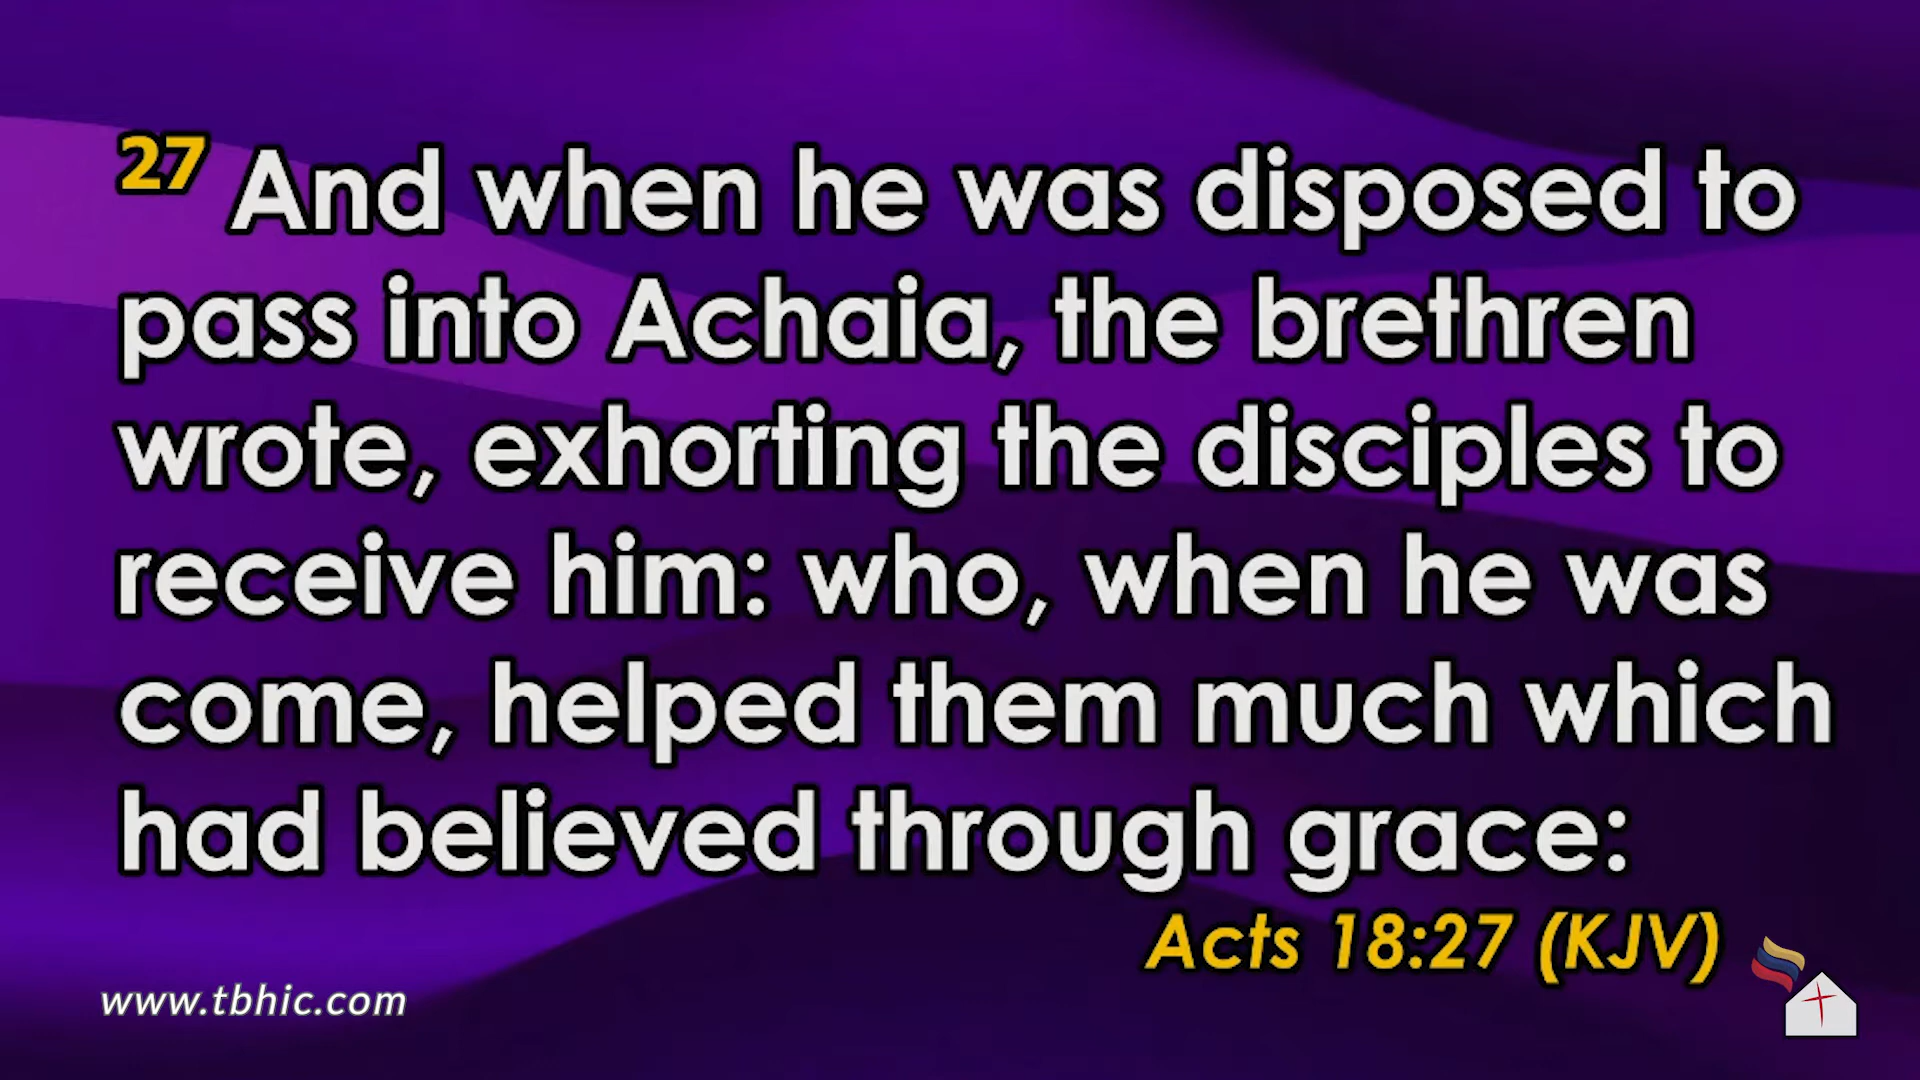 27 And when he was disposed to
pass into Achaia, the brethren
wrote, exhorting the disciples to
receive him: who, when he was
come, helped them much which
had believed through grace:
Acts 18:27 (KJV)
www.tbhic.com